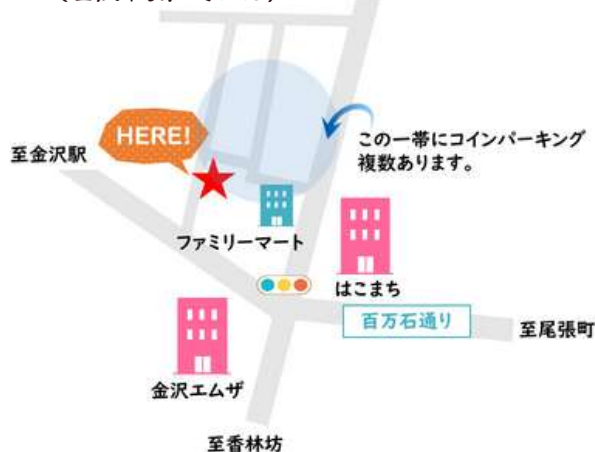 HERE!
至金沢駅
この一帯にコインパーキング
複数あります。
ファミリーマート
はこまち
百万石通り
至尾張町
金沢エムザ
至香林坊